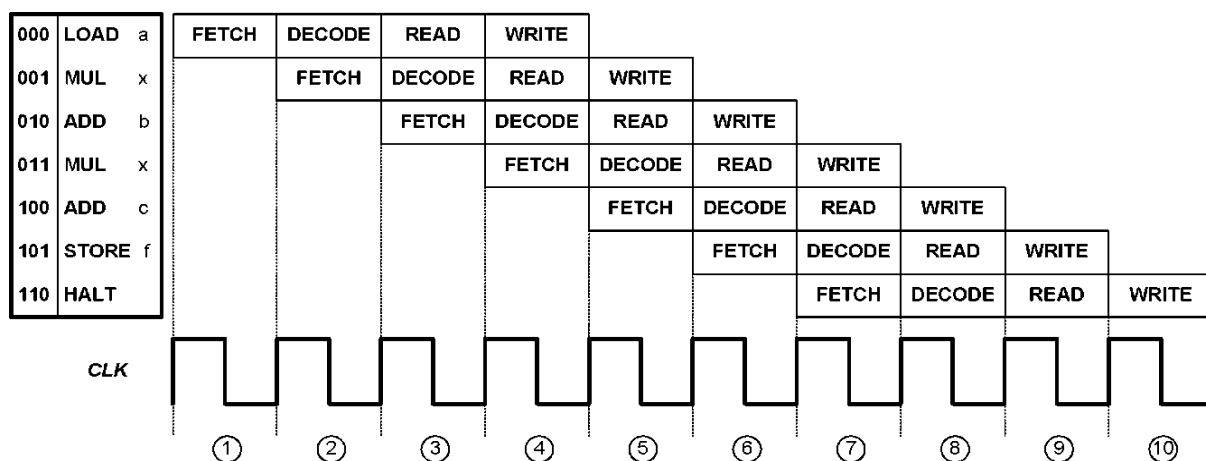 000 LOAD a FETCH DECODE READ WRITE
001 MUL x FETCH DECODE READ WRITE
010 ADD b FETCH DECODE READ WRITE
011 MUL x FETCH DECODE READ WRITE
100 ADD c FETCH DECODE READ WRITE
101 STORE f FETCH DECODE READ WRITE
110 HALT FETCH DECODE READ WRITE
CLK
1 2 3 4 5 6 7 8 9 10